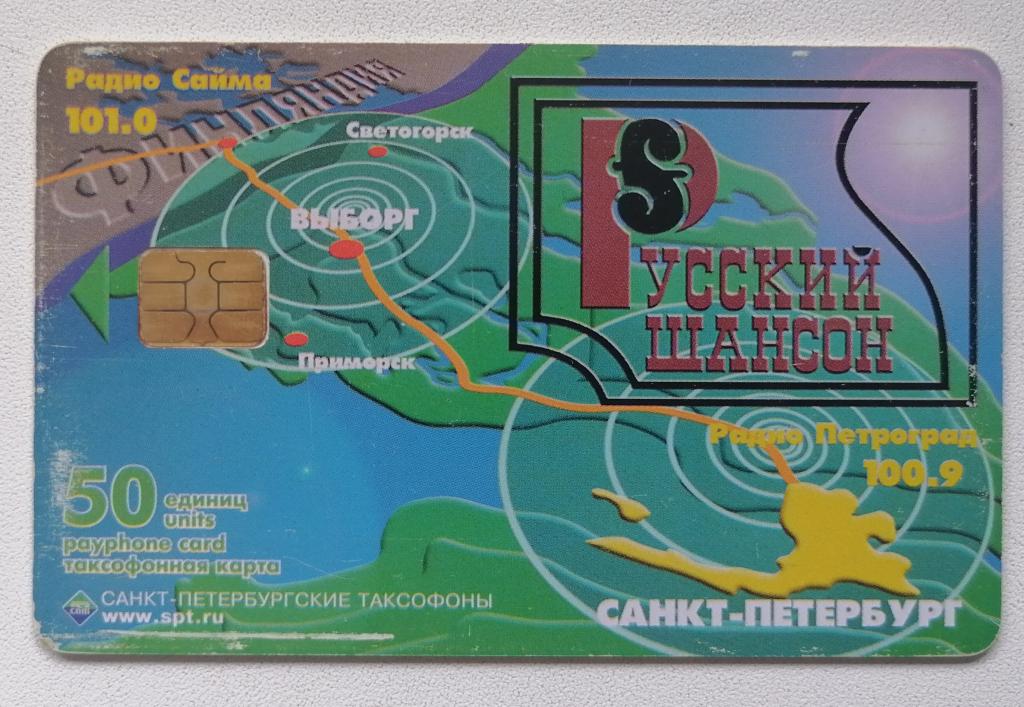 Радио Сайма
101.0
ФИНЛЯНДИЯ
Светогорск
ВЫБОРГ
Приморск
РУССКИЙ
ШАНСОН
Радио Петроград
100.9
50 единиц
units
payphone card
таксофонная карта
спт САНКТ-ПЕТЕРБУРГСКИЕ ТАКСОФОНЫ
www.spt.ru
САНКТ-ПЕТЕРБУРГ